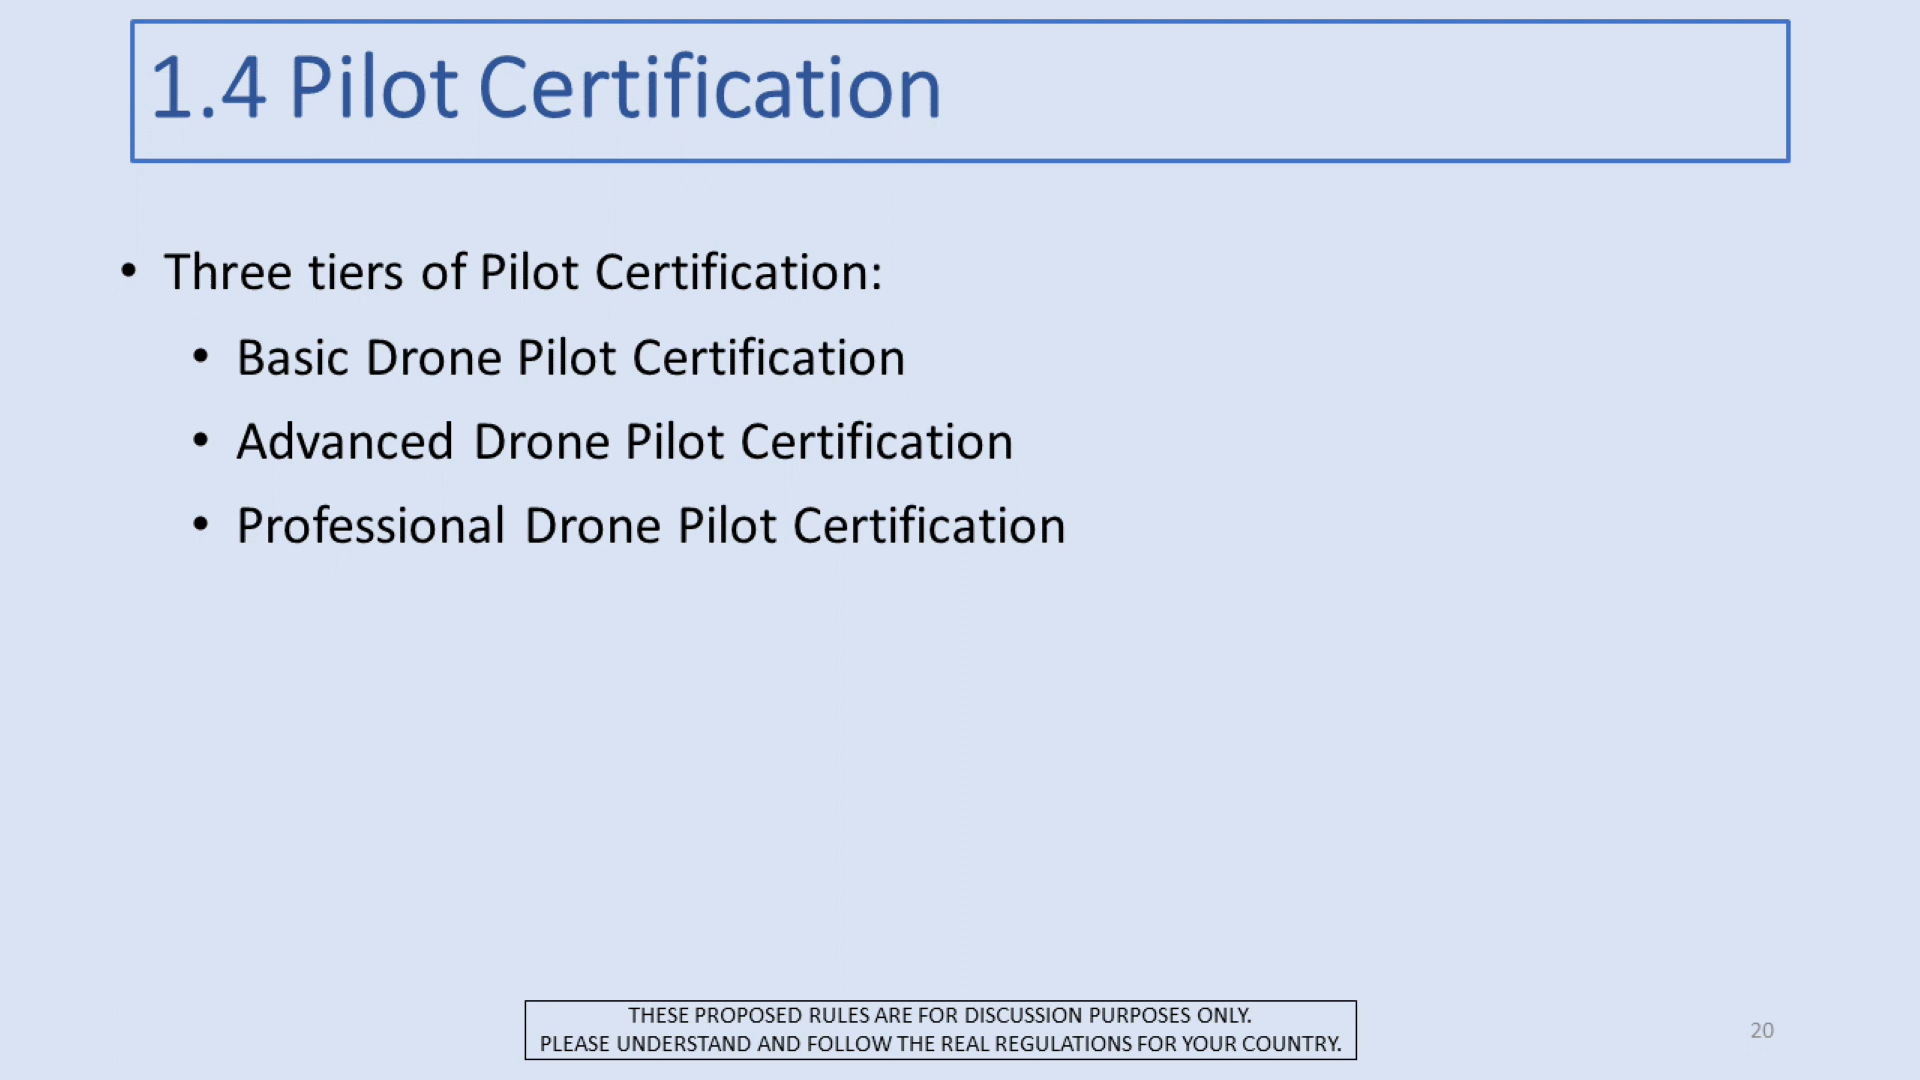 1.4 Pilot Certification
• Three tiers of Pilot Certification:
• Basic Drone Pilot Certification
• Advanced Drone Pilot Certification
• Professional Drone Pilot Certification
THESE PROPOSED RULES ARE FOR DISCUSSION PURPOSES ONLY.
PLEASE UNDERSTAND AND FOLLOW THE REAL REGULATIONS FOR YOUR COUNTRY.
20